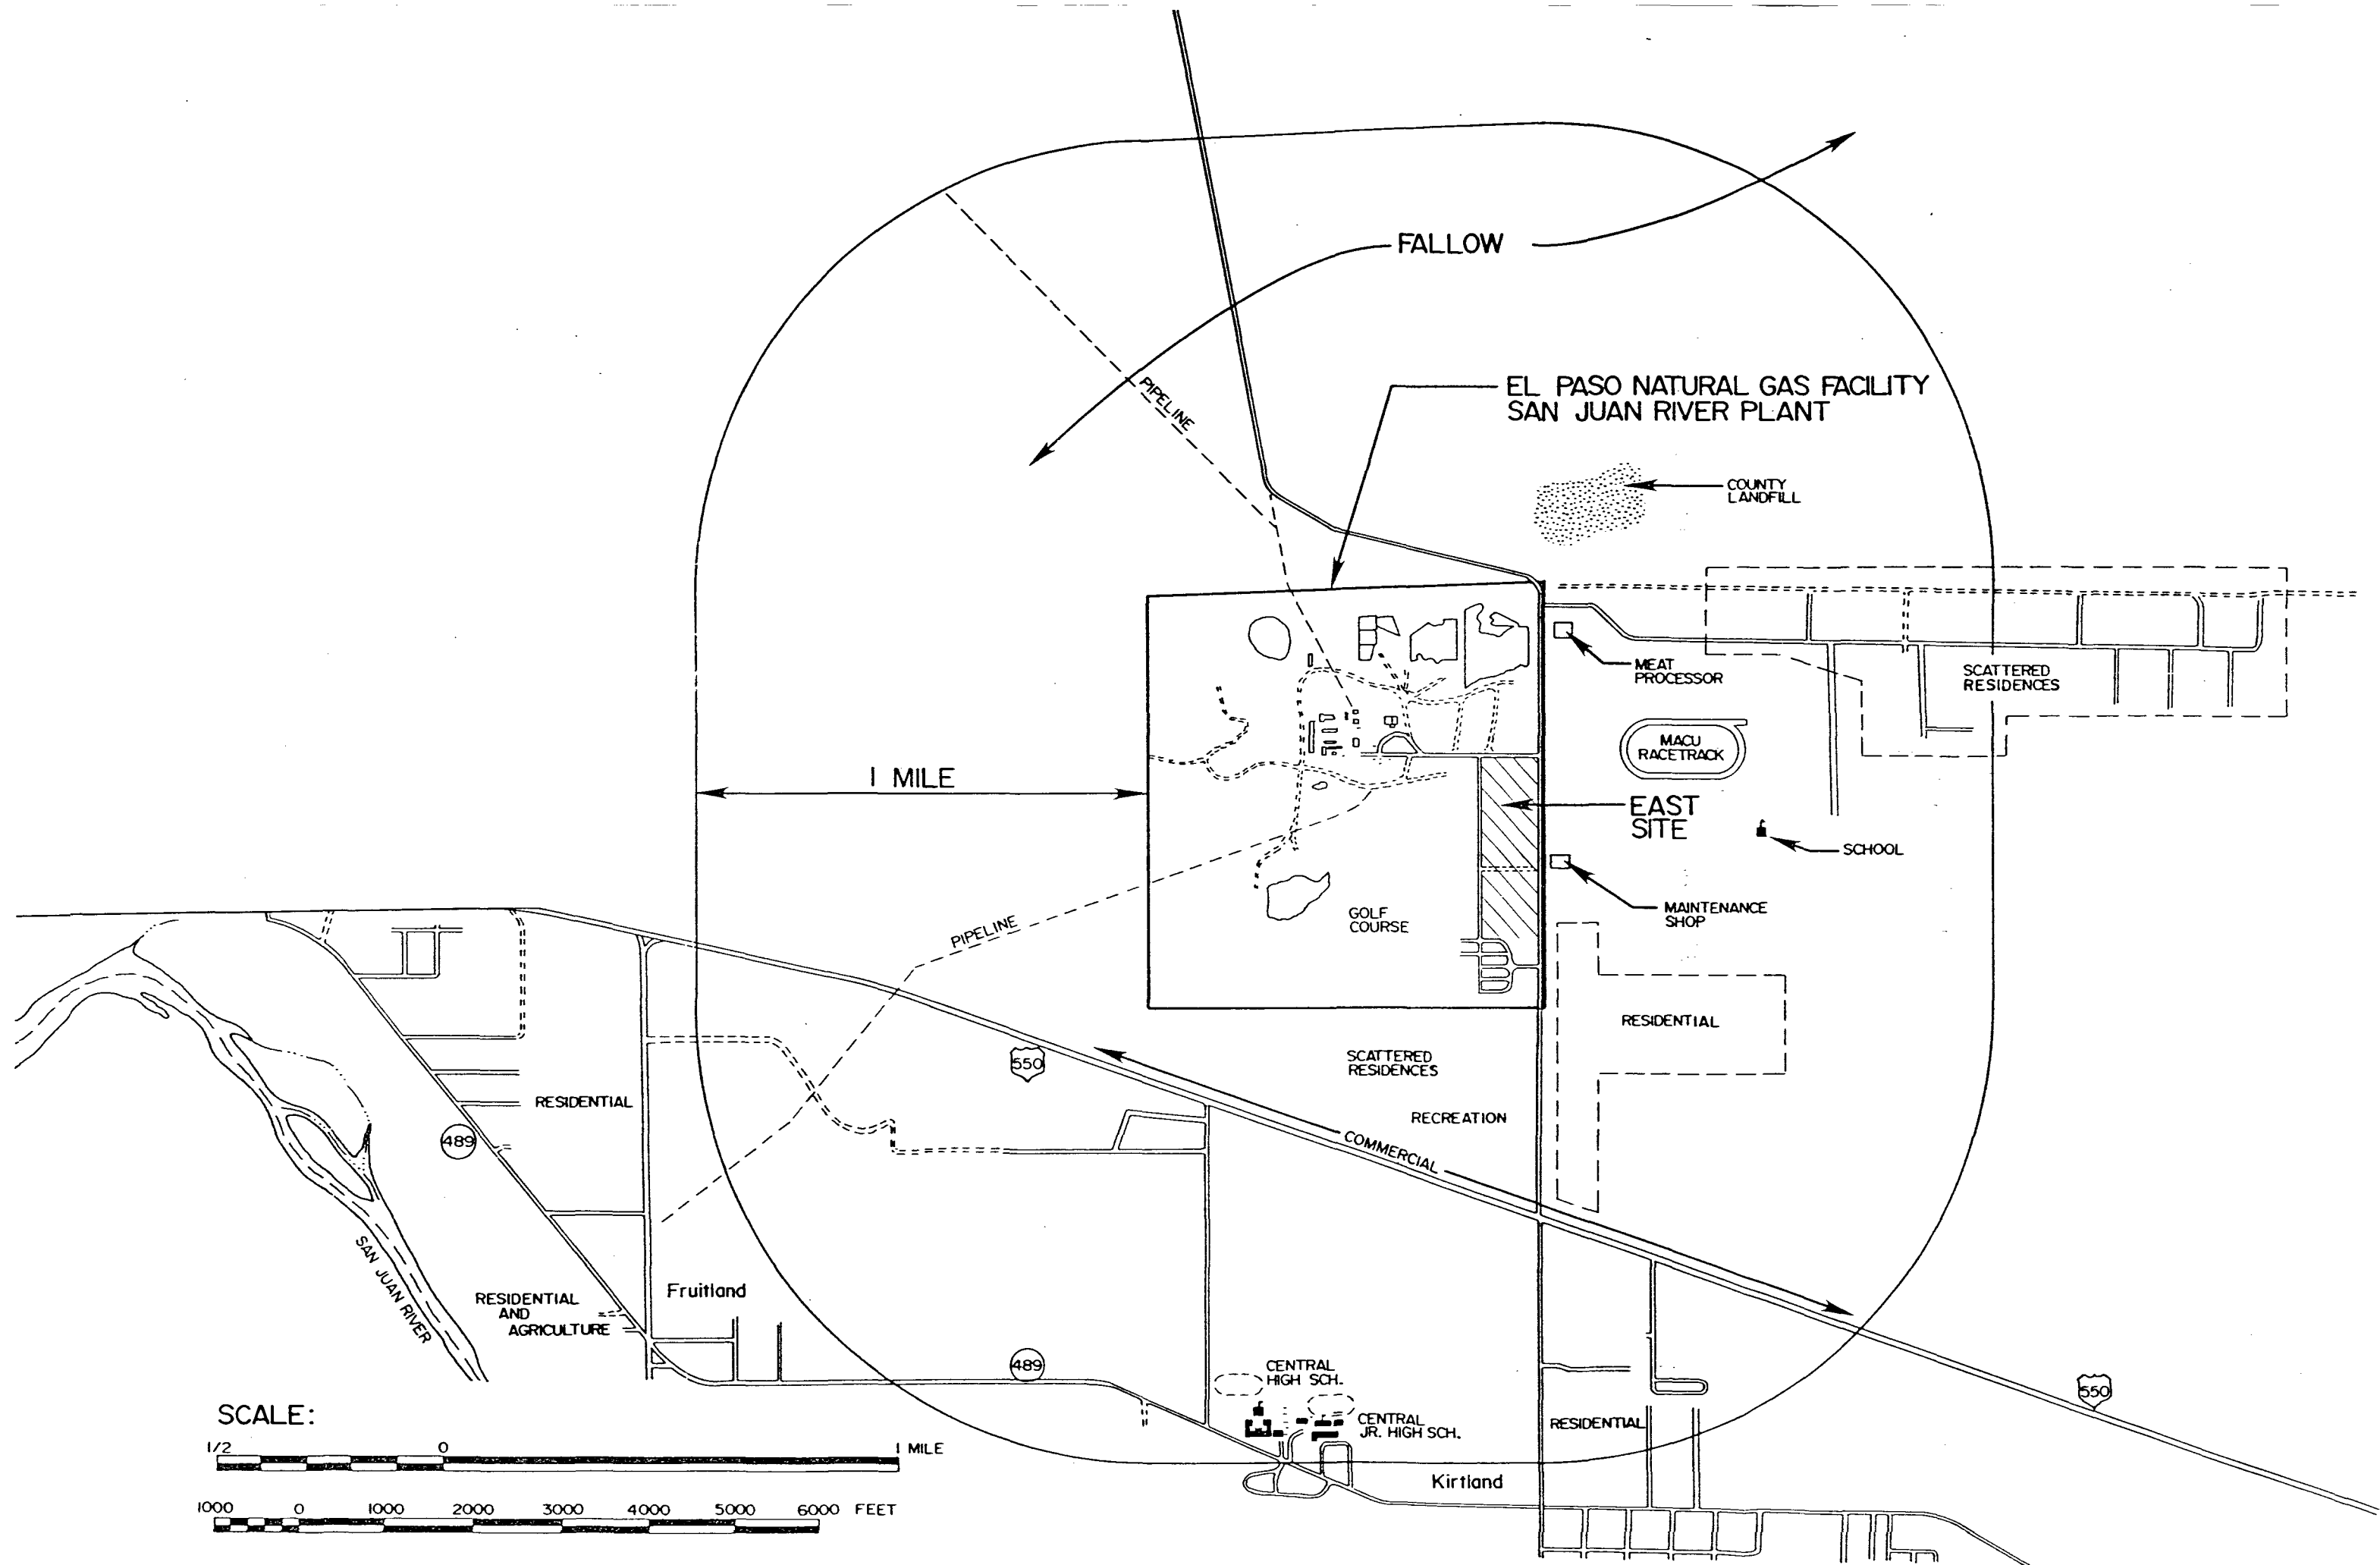 FALLOW
PIPELINE
EL PASO NATURAL GAS FACILITY
SAN JUAN RIVER PLANT
COUNTY
LANDFILL
MEAT
PROCESSOR
SCATTERED
RESIDENCES
MACU
RACETRACK
1 MILE
EAST
SITE
SCHOOL
MAINTENANCE
SHOP
GOLF
COURSE
PIPELINE
RESIDENTIAL
SCATTERED
RESIDENCES
550
RESIDENTIAL
RECREATION
489
COMMERCIAL
SAN JUAN RIVER
Fruitland
RESIDENTIAL
AND
AGRICULTURE
489
CENTRAL
HIGH SCH.
550
CENTRAL
JR. HIGH SCH.
RESIDENTIAL
Kirtland
SCALE:
1/2 0 1 MILE
1000 0 1000 2000 3000 4000 5000 6000 FEET